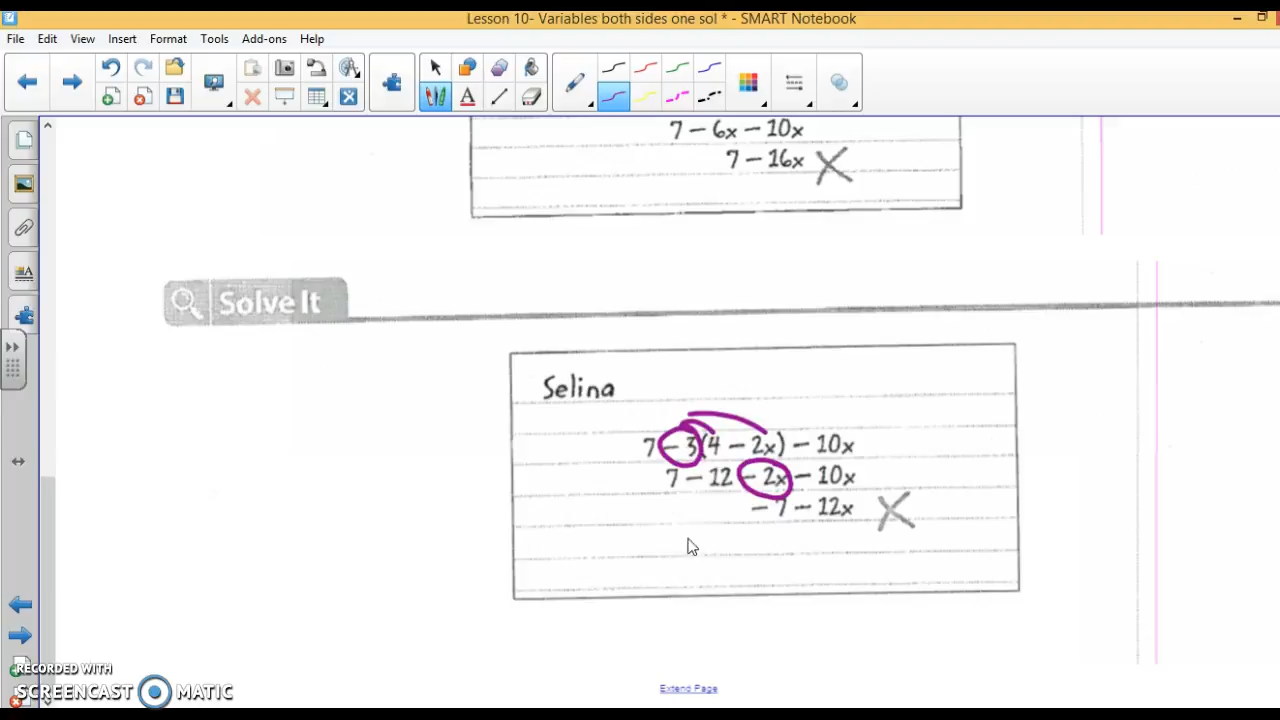 Lesson 10- Variables both sides one sol * - SMART Notebook
File Edit View Insert Format Tools Add-ons Help
7 - 6x - 10x
7 - 16x
Solve It
Selina
7 - 3(4 - 2x) - 10x
7 - 12 - 2x - 10x
- 7 - 12x
RECORDED WITH
SCREENCAST MATIC
Extend Page